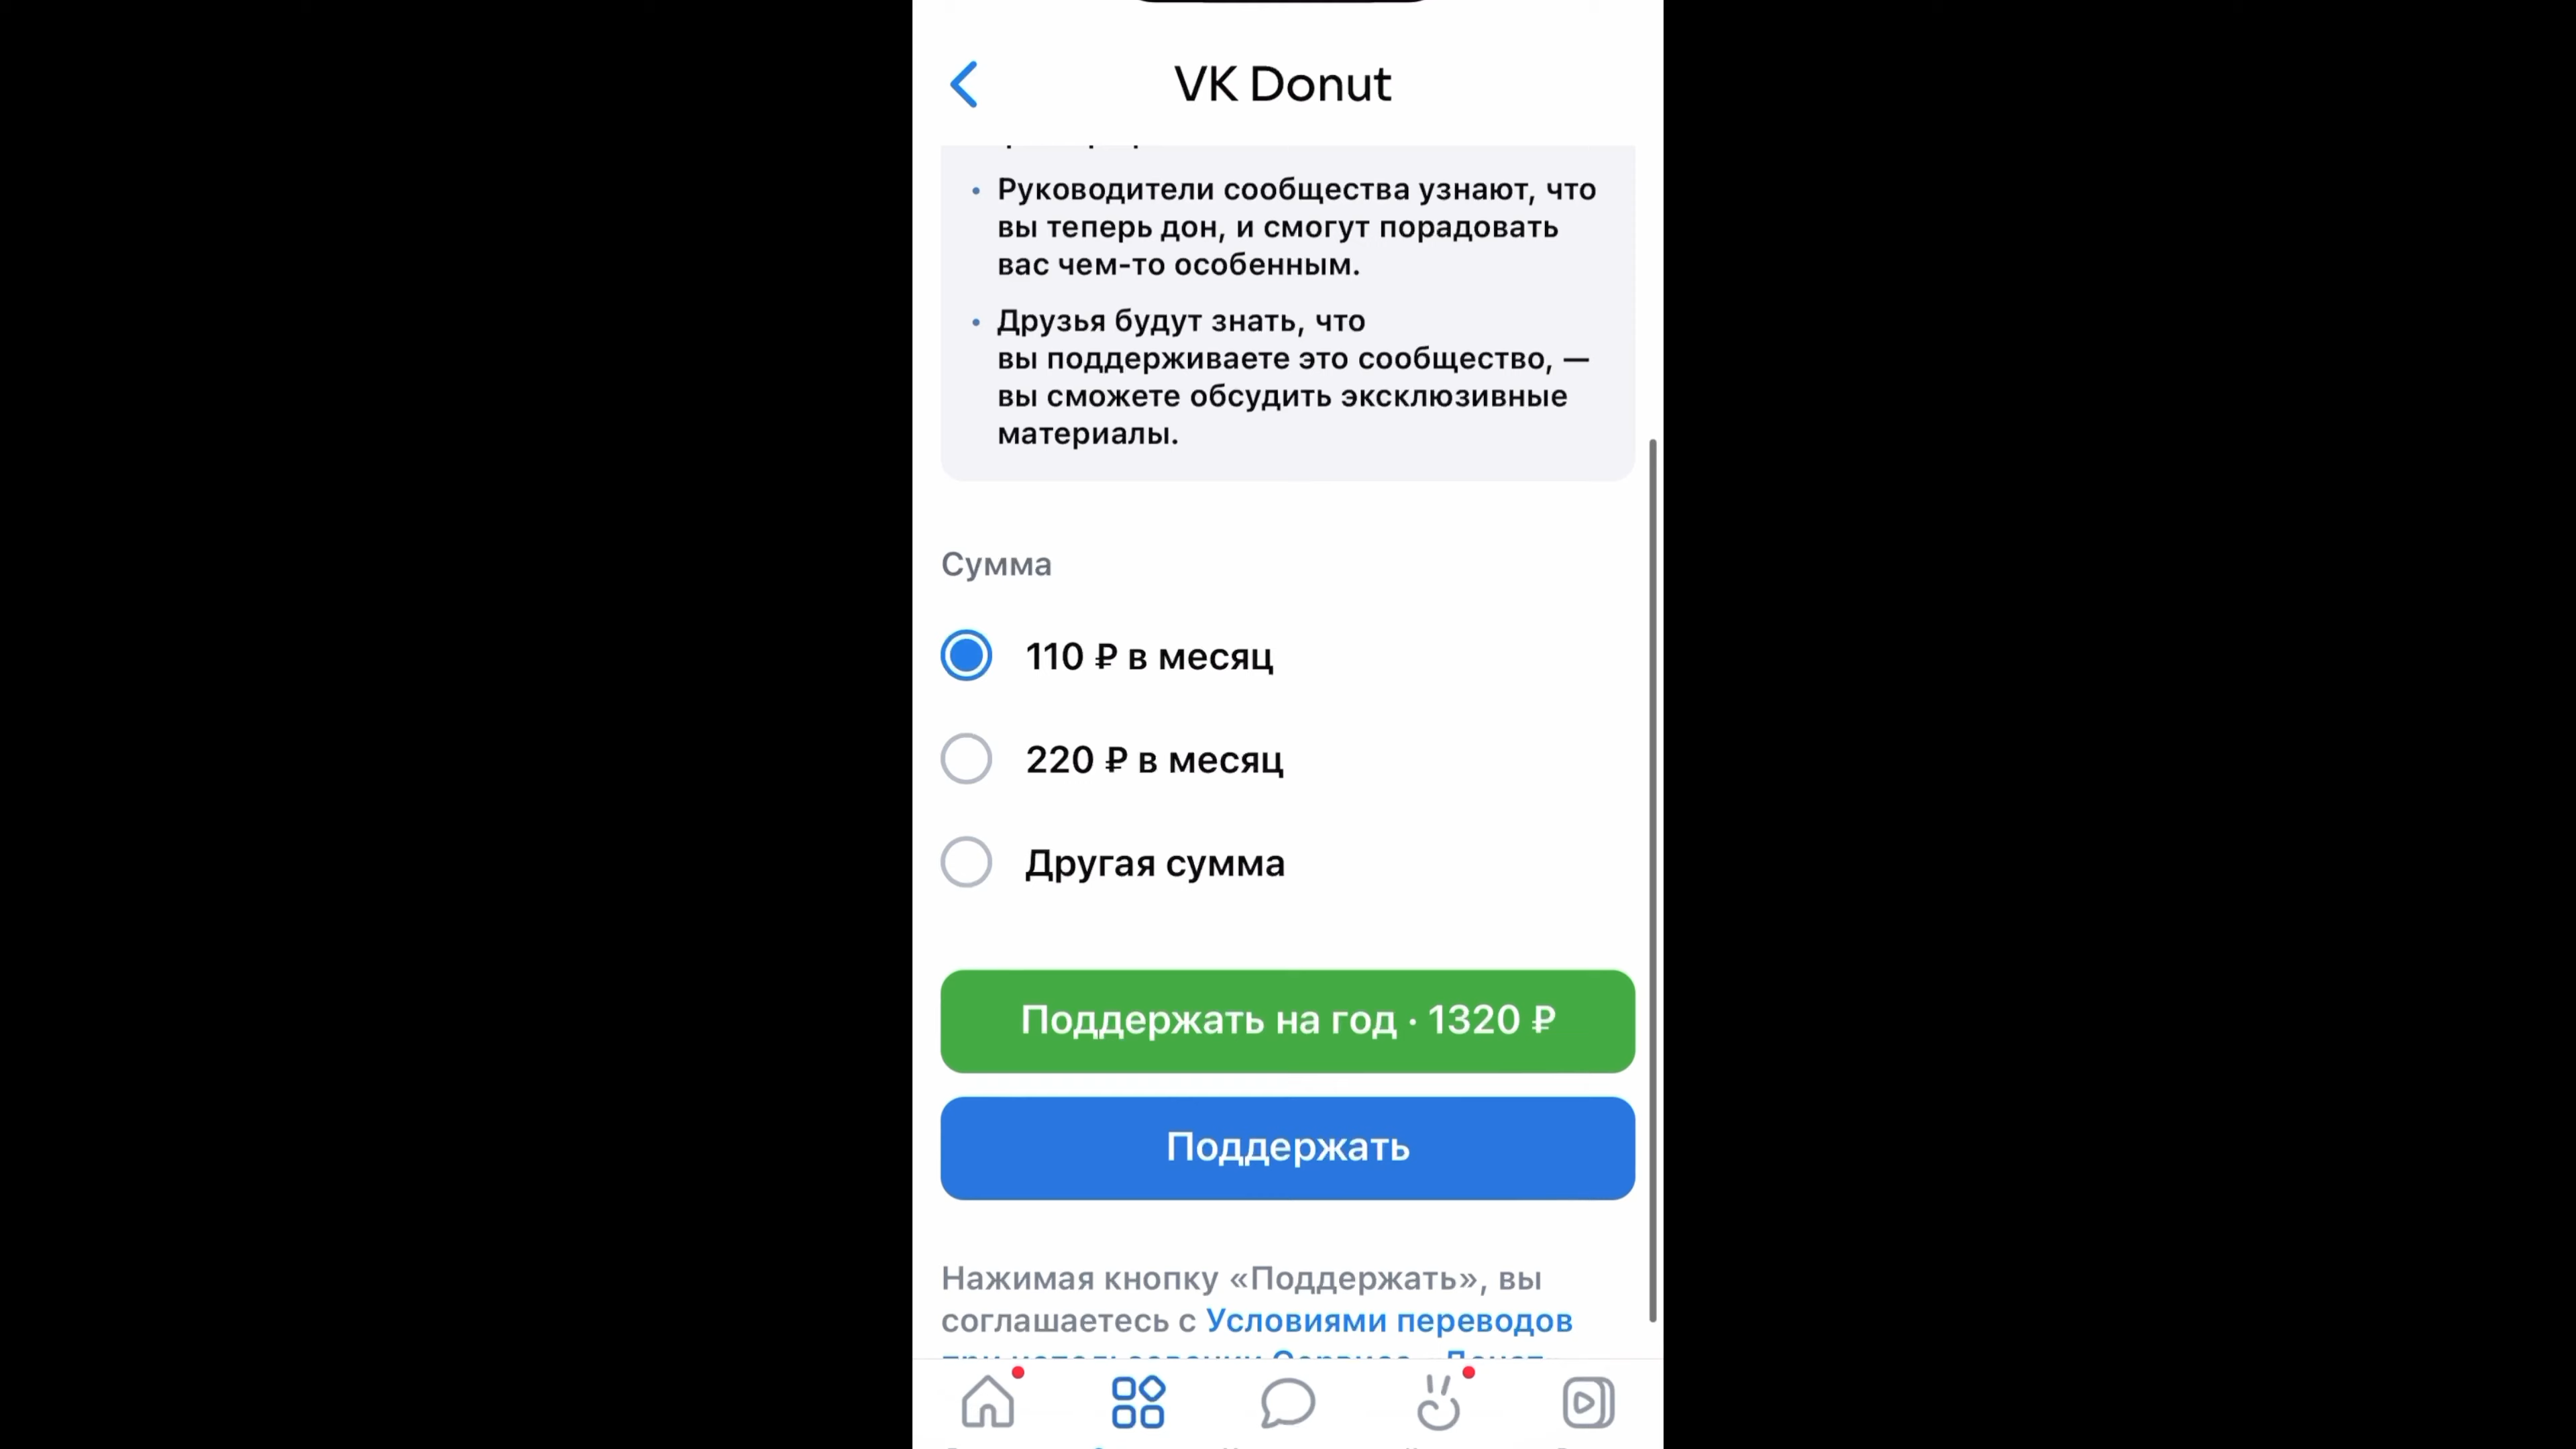 VK Donut
Руководители сообщества узнают, что
вы теперь дон, и смогут порадовать
вас чем-то особенным.
Друзья будут знать, что
вы поддерживаете это сообщество, —
вы сможете обсудить эксклюзивные
материалы.
Сумма
110 ₽ в месяц
220 ₽ в месяц
Другая сумма
Поддержать на год · 1320 ₽
Поддержать
Нажимая кнопку «Поддержать», вы
соглашаетесь с Условиями переводов